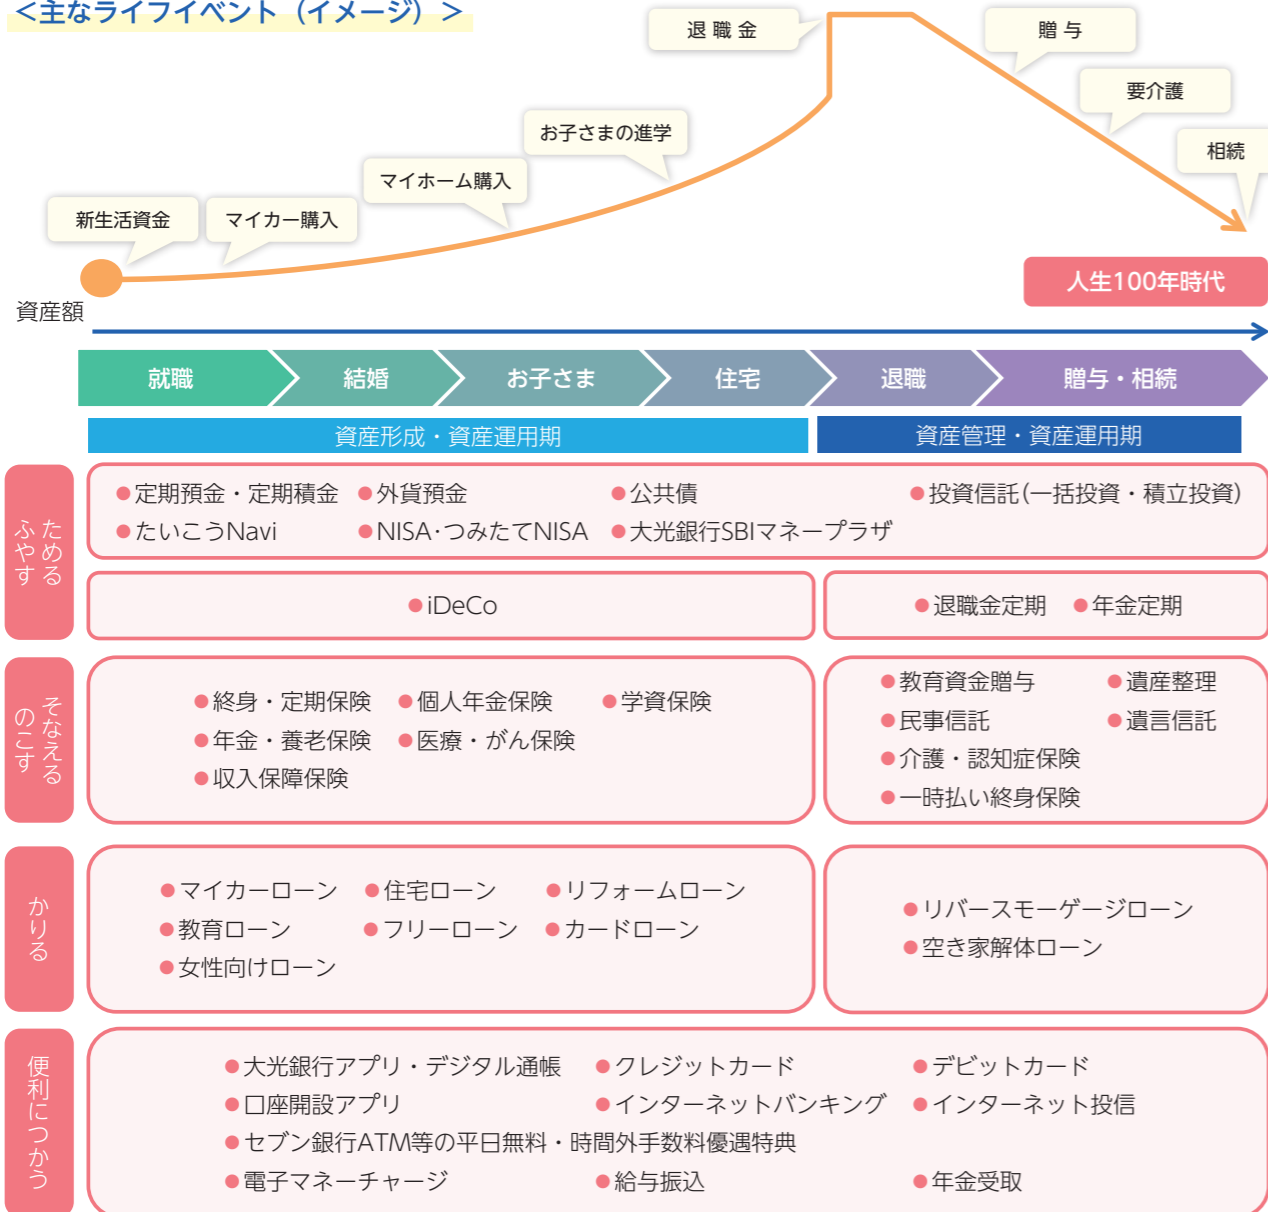 <主なライフイベント（イメージ）>
退職金
贈与
要介護
相続
お子さまの進学
マイホーム購入
新生活資金
マイカー購入
人生100年時代
資産額
就職
結婚
お子さま
住宅
退職
贈与・相続
資産形成・資産運用期
資産管理・資産運用期
ためる
ふやす
●定期預金・定期積金 ●外貨預金 ●公共債 ●投資信託(一括投資・積立投資)
●たいこうNavi ●NISA･つみたてNISA ●大光銀行SBIマネープラザ
●iDeCo
●退職金定期 ●年金定期
そなえる
のこす
●終身・定期保険 ●個人年金保険 ●学資保険
●年金・養老保険 ●医療・がん保険
●収入保障保険
●教育資金贈与 ●遺産整理
●民事信託 ●遺言信託
●介護・認知症保険
●一時払い終身保険
かりる
●マイカーローン ●住宅ローン ●リフォームローン
●教育ローン ●フリーローン ●カードローン
●女性向けローン
●リバースモーゲージローン
●空き家解体ローン
便利につかう
●大光銀行アプリ・デジタル通帳 ●クレジットカード ●デビットカード
●口座開設アプリ ●インターネットバンキング ●インターネット投信
●セブン銀行ATM等の平日無料・時間外手数料優遇特典
●電子マネーチャージ ●給与振込 ●年金受取